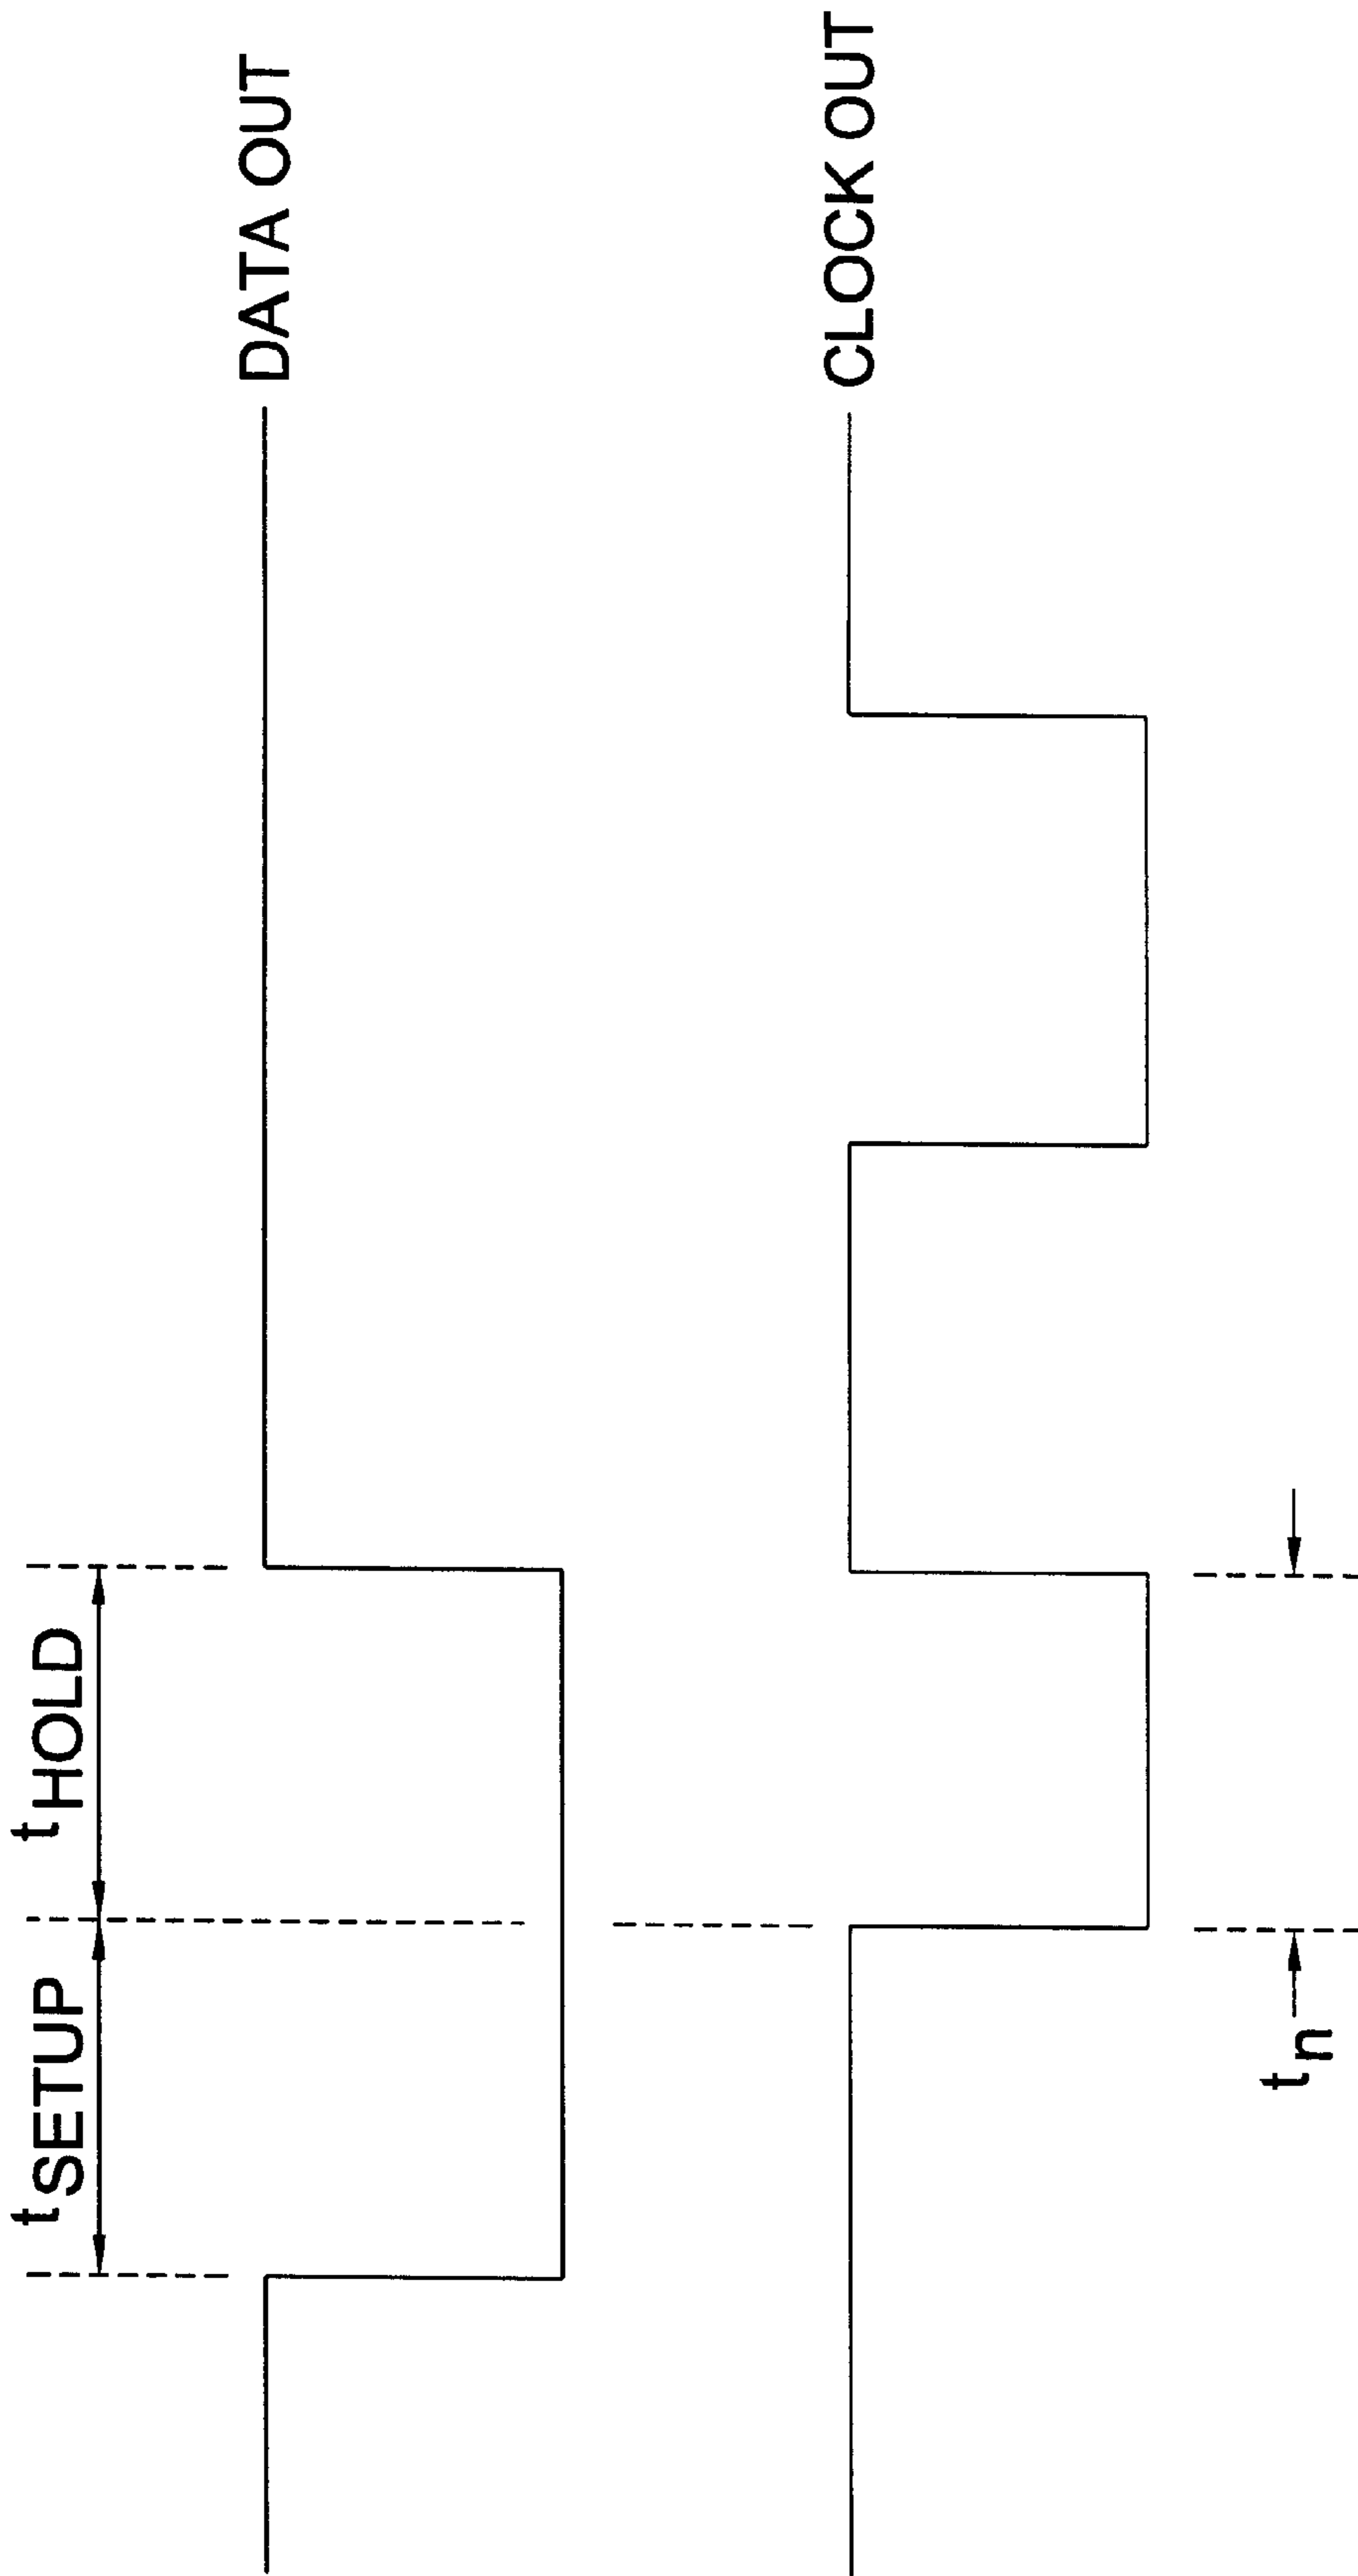 tSETUP
tHOLD
DATA OUT
CLOCK OUT
tn